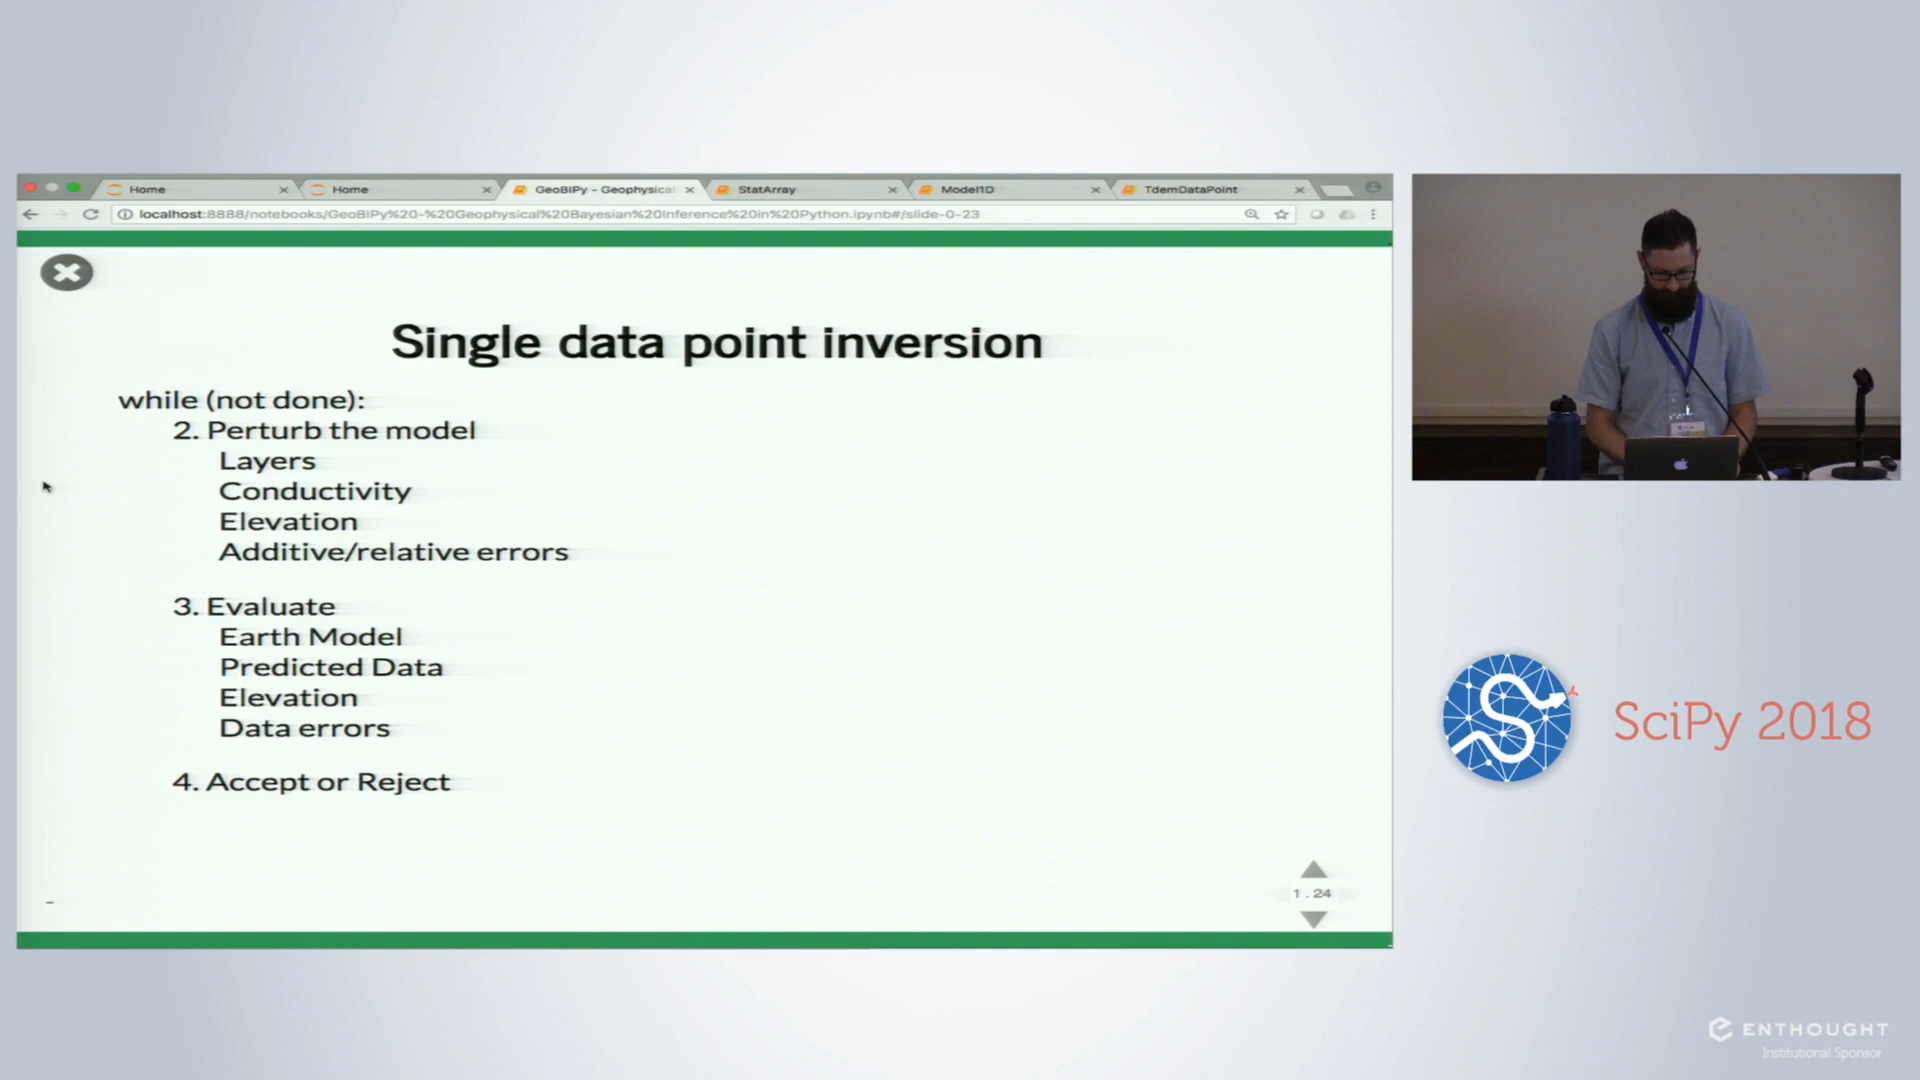 Home
Home
GeoBIPy - Geophysical
StatArray
Model1D
TdemDataPoint
localhost:8888/notebooks/GeoBIPy%20-%20Geophysical%20Bayesian%20Inference%20in%20Python.ipynb#/slide-0-23
Single data point inversion
while (not done):
2. Perturb the model
Layers
Conductivity
Elevation
Additive/relative errors
3. Evaluate
Earth Model
Predicted Data
Elevation
Data errors
4. Accept or Reject
1.24
SciPy 2018
ENTHOUGHT
Institutional Sponsor